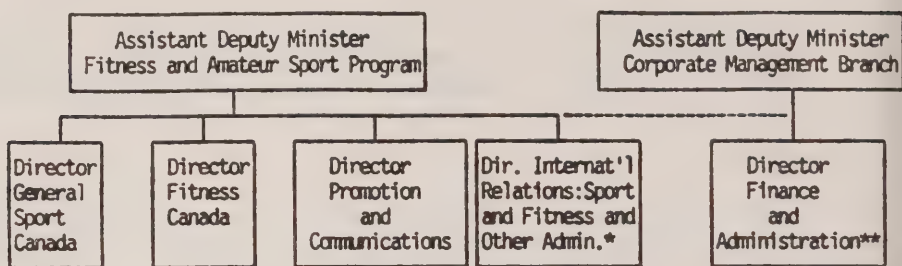 Assistant Deputy Minister
Fitness and Amateur Sport Program
Assistant Deputy Minister
Corporate Management Branch
Director
General
Sport
Canada
Director
Fitness
Canada
Director
Promotion
and
Communications
Dir. Internat'l
Relations:Sport
and Fitness and
Other Admin.*
Director
Finance
and
Administration**